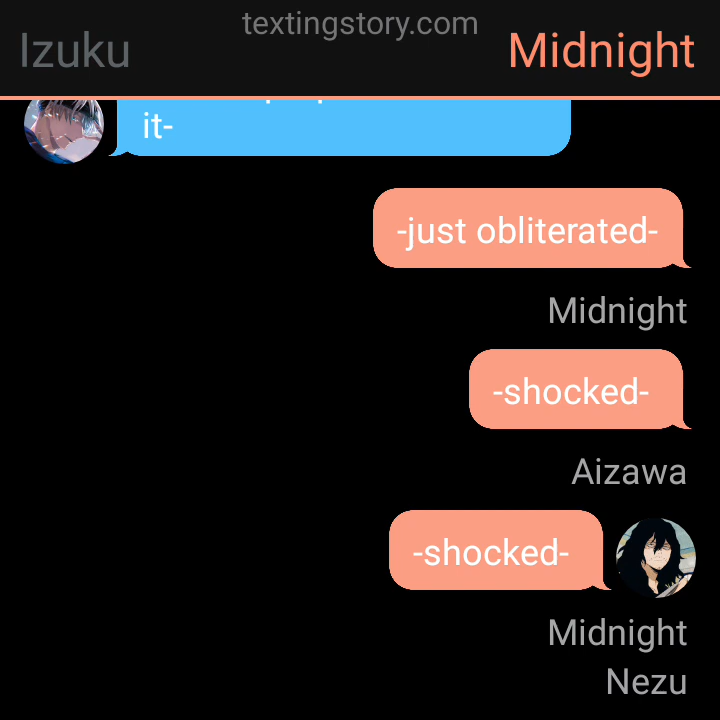 textingstory.com
Izuku
Midnight
it-
-just obliterated-
Midnight
-shocked-
Aizawa
-shocked-
Midnight
Nezu